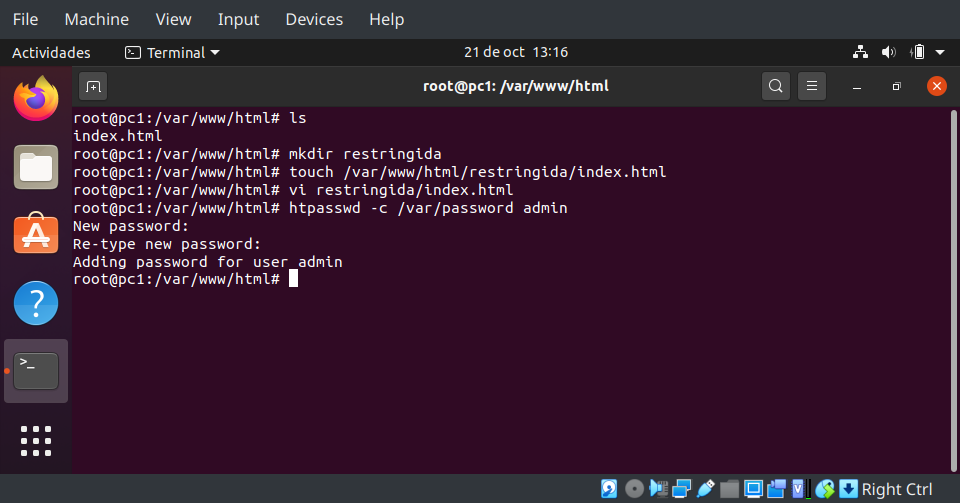 File Machine View Input Devices Help
Actividades Terminal 21 de oct 13:16
root@pc1: /var/www/html
root@pc1:/var/www/html# ls
index.html
root@pc1:/var/www/html# mkdir restringida
root@pc1:/var/www/html# touch /var/www/html/restringida/index.html
root@pc1:/var/www/html# vi restringida/index.html
root@pc1:/var/www/html# htpasswd -c /var/password admin
New password:
Re-type new password:
Adding password for user admin
root@pc1:/var/www/html#
Right Ctrl